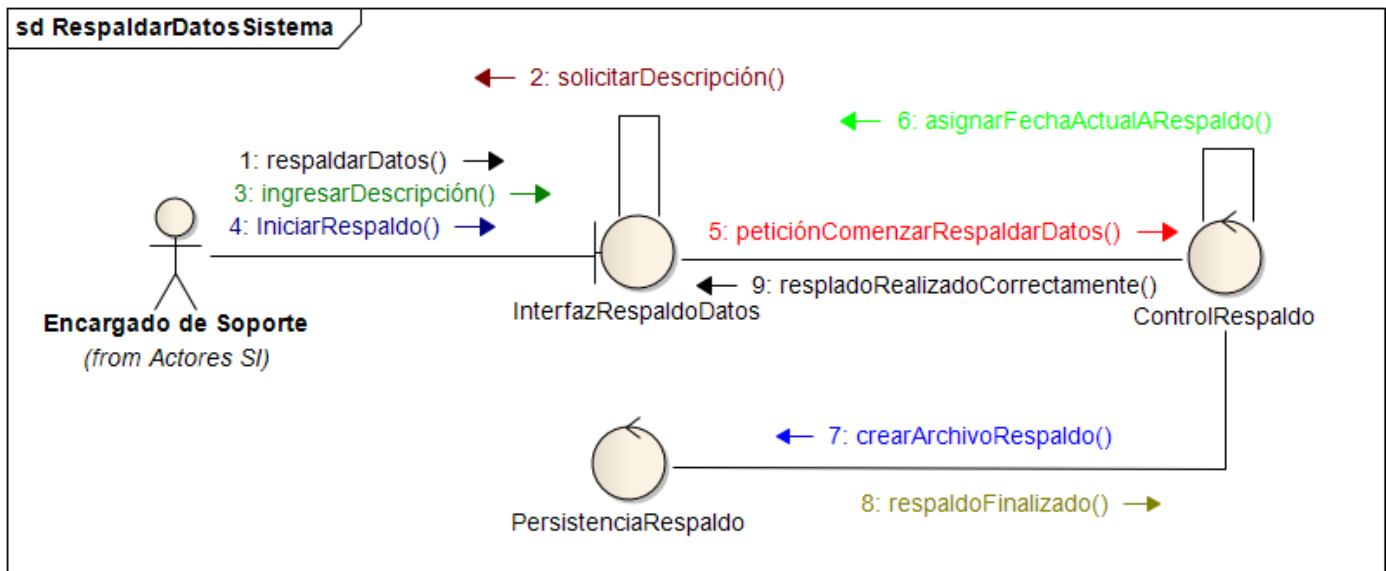 sd RespaldarDatosSistema
2: solicitarDescripción()
6: asignarFechaActualARespaldo()
1: respaldarDatos()
3: ingresarDescripción()
4: IniciarRespaldo()
5: peticiónComenzarRespaldarDatos()
9: respladoRealizadoCorrectamente()
InterfazRespaldoDatos
ControlRespaldo
Encargado de Soporte
(from Actores SI)
7: crearArchivoRespaldo()
8: respaldoFinalizado()
PersistenciaRespaldo